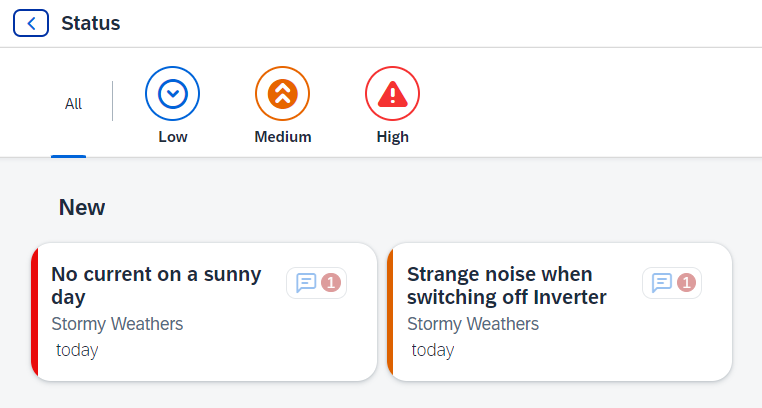 Status
All
Low
Medium
High
New
No current on a sunny
day
1
Stormy Weathers
today
Strange noise when
switching off Inverter
1
Stormy Weathers
today